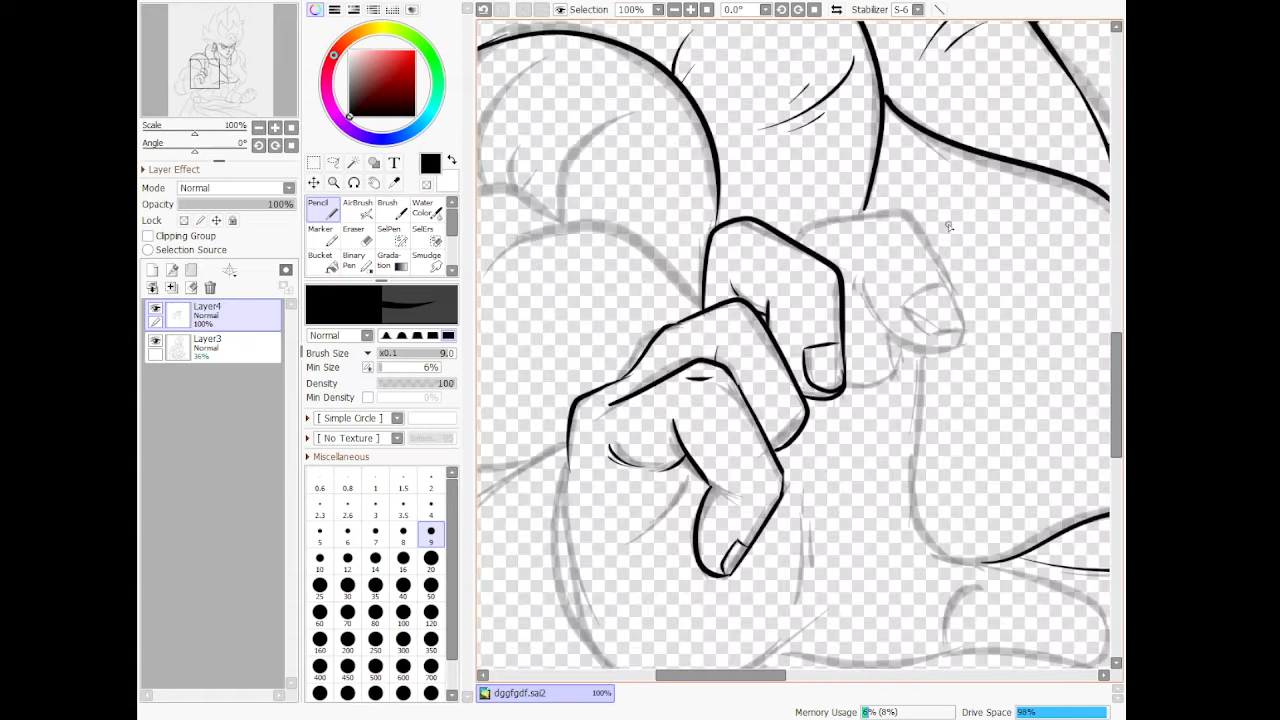 Selection 100% 0.0° Stabilizer S-6
Scale 100%
Angle 0°
Layer Effect
Mode Normal
Opacity 100%
Lock
Clipping Group
Selection Source
Layer4
Normal
100%
Layer3
Normal
36%
T
Pencil AirBrush Brush Water Color
Marker Eraser SelPen SelErs
Bucket Binary Pen Grada-tion Smudge
Normal
Brush Size x0.1 9.0
Min Size 6%
Density 100
Min Density 0%
[ Simple Circle ]
[ No Texture ]
Miscellaneous
0.6 0.8 1 1.5 2
2.3 2.6 3 3.5 4
5 6 7 8 9
10 12 14 16 20
25 30 35 40 50
60 70 80 100 120
160 200 250 300 350
400 450 500 600 700
dggfgdf.sai2 100%
Memory Usage 6% (8%) Drive Space 98%